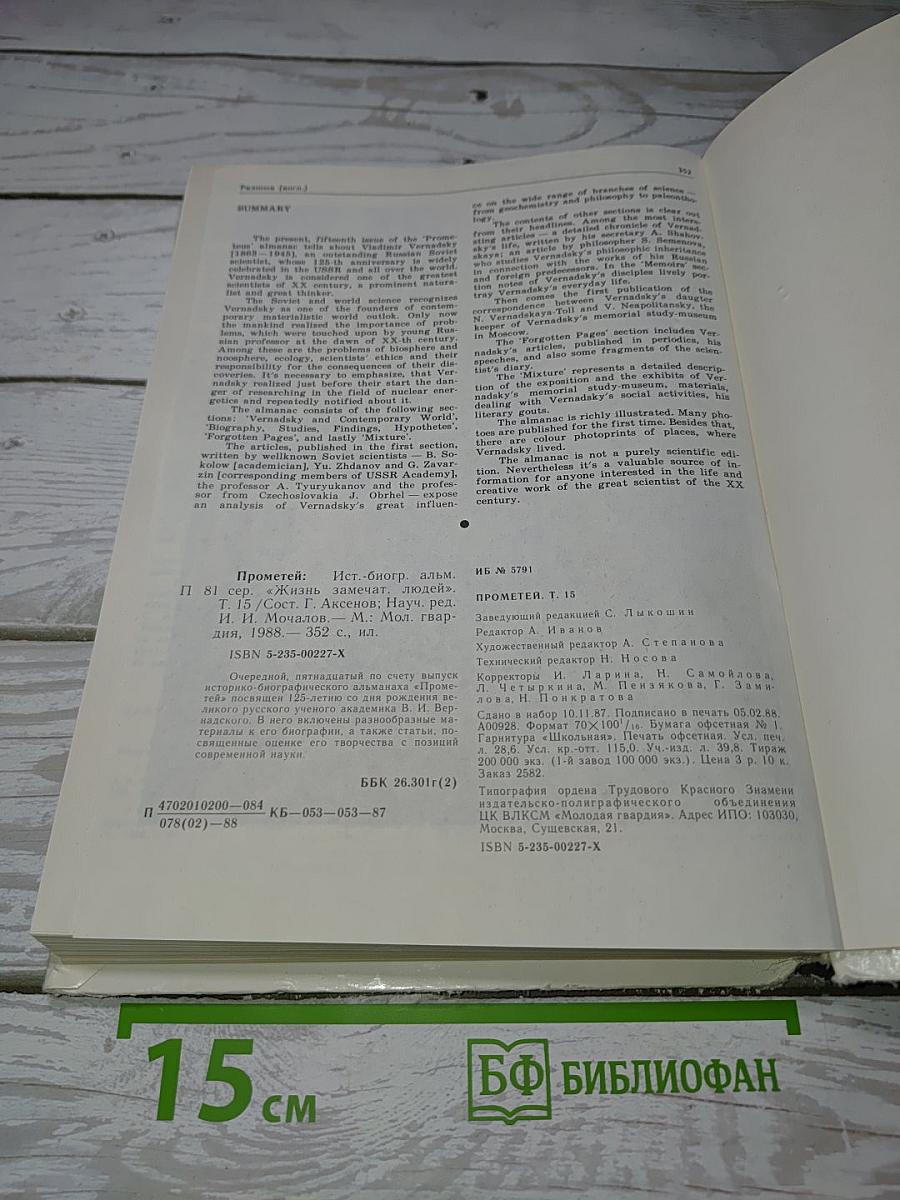 Резюме (англ.)
352
SUMMARY
The present, fifteenth issue of the 'Prome-
teus' almanac tells about Vladimir Vernadsky
[1863—1945], an outstanding Russian Soviet
scientist, whose 125-th anniversary is widely
celebrated in the USSR and all over the world.
Vernadsky is considered one of the greatest
scientists of XX century, a prominent natura-
list and great thinker.
The Soviet and world science recognizes
Vernadsky as one of the founders of contem-
porary materialistic world outlok. Only now
the mankind realised the importance of prob-
lems, which were touched upon by young Rus-
sian professor at the dawn of XX-th century.
Among these are the problems of biosphere and
noosphere, ecology, scientists' ethics and their
responsibility for the consequences of their dis-
coveries. It's necessary to emphasize, that Ver-
nadsky realized just before their start the dan-
ger of researching in the field of nuclear ener-
getics and repeatedly notified about it.
The almanac consists of the following sec-
tions: 'Vernadsky and Contemporary World',
'Biography, Studies, Findings, Hypothetes',
'Forgotten Pages', and lastly 'Mixture'.
The articles, published in the first section,
written by wellknown Soviet scientists — B. So-
kolow [academician], Yu. Zhdanov and G. Zavar-
zin [corresponding members of USSR Academy],
the professor A. Tyuryukanov and the profes-
sor from Czechoslovakia J. Obrhel — expose
an analysis of Vernadsky's great influen-
ce on the wide range of branches of science —
from geochemistry and philosophy to paleontho-
logy.
The contents of other sections is clear out
from their headlines. Among the most intere-
sting articles — a detailed chronicle of Vernad-
sky's life, written by his secretary A. Shahov-
skaya; an article by philosopher S. Semenova,
who studies Vernadsky's philosophic inheritance
in connection with the works of his Russian
and foreign predecessors. In the 'Memoirs' sec-
tion notes of Vernadsky's disciples lively por-
tray Vernadsky's everyday life.
Then comes the first publication of the
correspondence between Vernadsky's daugter
N. Vernadskaya-Toll and V. Neapolitansky, the
keeper of Vernadsky's memorial study-museum
in Moscow.
The 'Forgotten Pages' section includes Ver-
nadsky's articles, published in periodics, his
speeches, and also some fragments of the scien-
tist's diary.
The 'Mixture' represents a detailed descrip-
tion of the exposition and the exhibits of Ver-
nadsky's memorial study-museum, materials,
dealing with Vernadsky's social activities, his
literary gouts.
The almanac is richly illustrated. Many pho-
toes are published for the first time. Besides that,
there are colour photoprints of places, where
Vernadsky lived.
The almanac is not a purely scientific edi-
tion. Nevertheless it's a valuable source of in-
formation for anyone interested in the life and
creative work of the great scientist of the XX
century.
Прометей: Ист.-биогр. альм.
П 81 сер. «Жизнь замечат. людей».
Т. 15 /Сост. Г. Аксенов; Науч. ред.
И. И. Мочалов.— М.: Мол. гвар-
дия, 1988.— 352 с., ил.
ISBN 5-235-00227-X
Очередной, пятнадцатый по счету выпуск
историко-биографического альманаха «Проме-
тей» посвящен 125-летию со дня рождения ве-
ликого русского ученого академика В. И. Вер-
надского. В него включены разнообразные ма-
териалы к его биографии, а также статьи, по-
священные оценке его творчества с позиций
современной науки.
ББК 26.301г(2)
П 4702010200—084 КБ—053—053—87
078(02)—88
ИБ № 5791
ПРОМЕТЕЙ. Т. 15
Заведующий редакцией С. Лыкошин
Редактор А. Иванов
Художественный редактор А. Степанова
Технический редактор Н. Носова
Корректоры И. Ларина, Н. Самойлова,
Л. Четыркина, М. Пензякова, Г. Зами-
лова, Н. Понкратова
Сдано в набор 10.11.87. Подписано в печать 05.02.88.
А00928. Формат 70×100 1/16. Бумага офсетная № 1.
Гарнитура «Школьная». Печать офсетная. Усл. печ.
л. 28,6. Усл. кр.-отт. 115,0. Уч.-изд. л. 39,8. Тираж
200 000 экз. (1-й завод 100 000 экз.). Цена 3 р. 10 к.
Заказ 2582.
Типография ордена Трудового Красного Знамени
издательско-полиграфического объединения
ЦК ВЛКСМ «Молодая гвардия». Адрес ИПО: 103030,
Москва, Сущевская, 21.
ISBN 5-235-00227-X
15 см
БФ БИБЛИОФАН